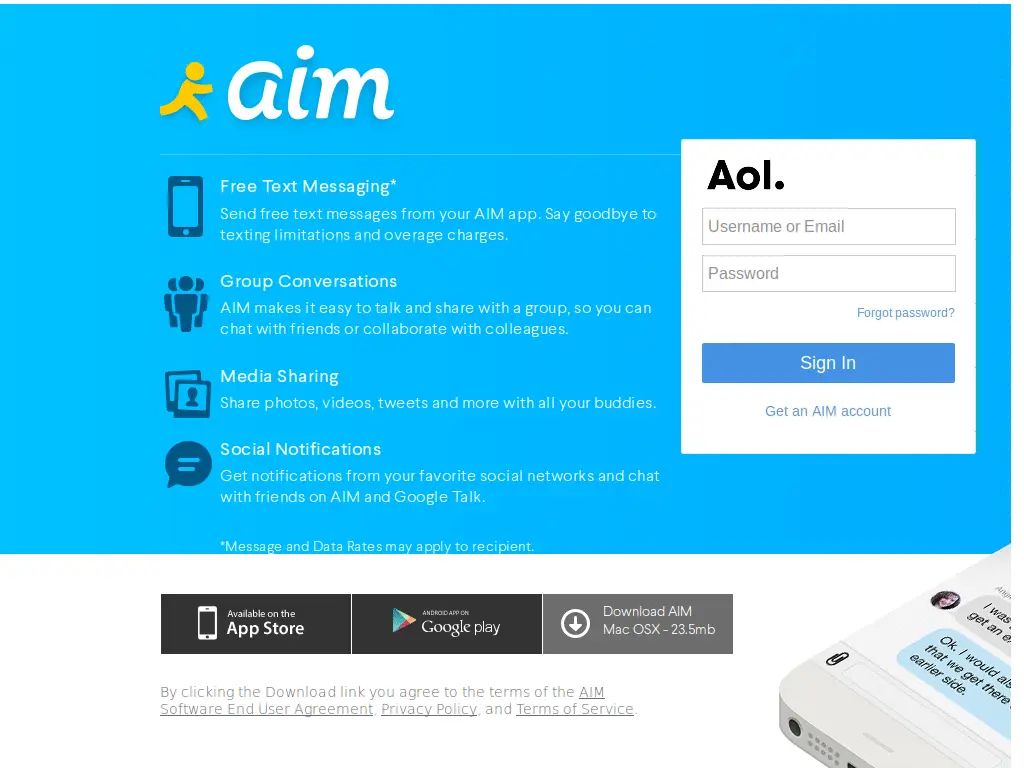 aim
Free Text Messaging*
Send free text messages from your AIM app. Say goodbye to
texting limitations and overage charges.
Group Conversations
AIM makes it easy to talk and share with a group, so you can
chat with friends or collaborate with colleagues.
Media Sharing
Share photos, videos, tweets and more with all your buddies.
Social Notifications
Get notifications from your favorite social networks and chat
with friends on AIM and Google Talk.
*Message and Data Rates may apply to recipient.
Aol.
Username or Email
Password
Forgot password?
Sign In
Get an AIM account
Available on the
App Store
ANDROID APP ON
Google play
Download AIM
Mac OSX - 23.5mb
By clicking the Download link you agree to the terms of the AIM
Software End User Agreement, Privacy Policy, and Terms of Service.
I was
get an
Ok. I would
that we get there
earlier side.